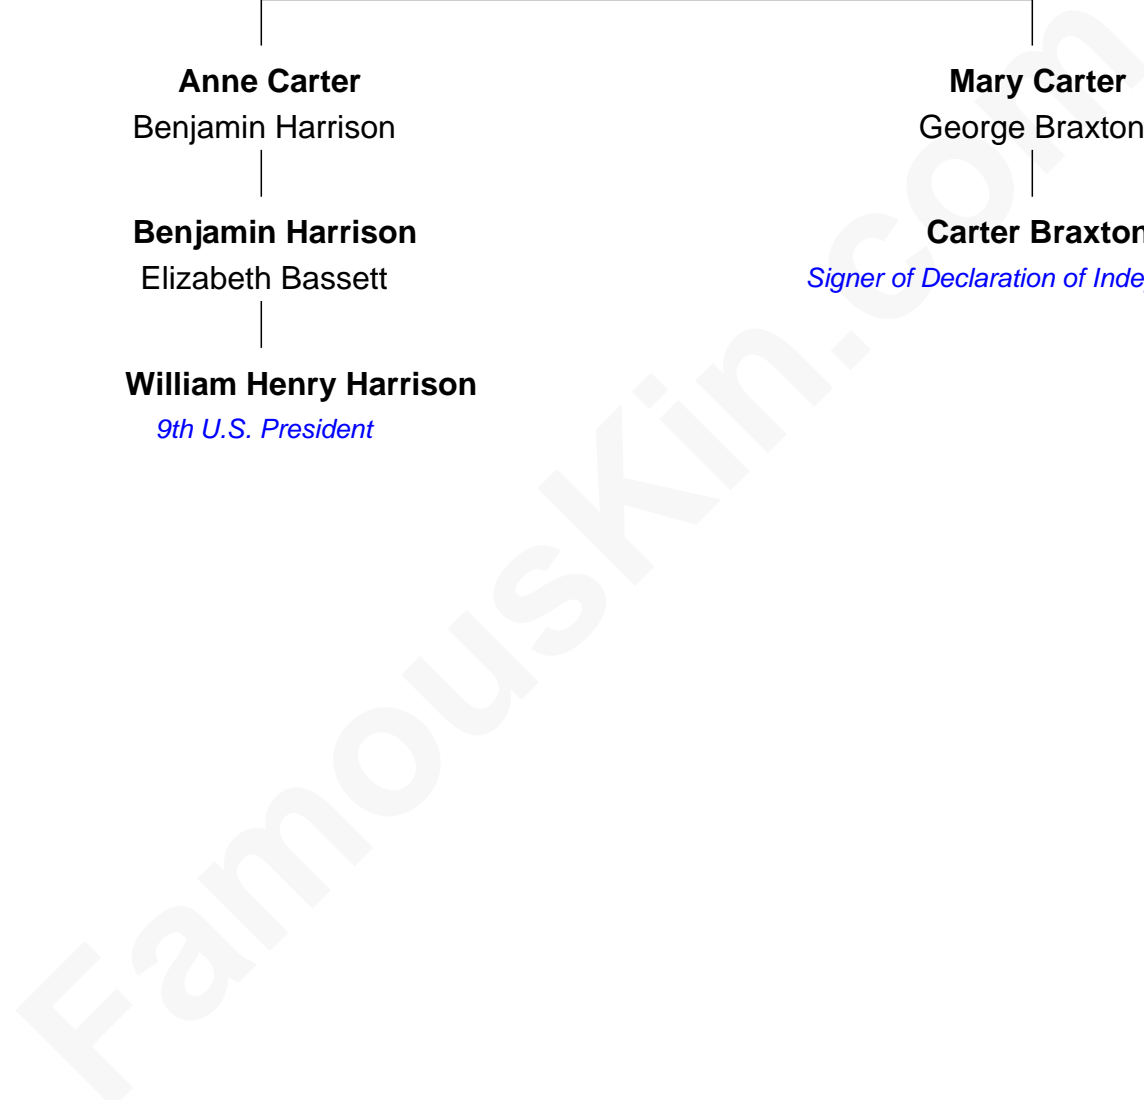 Anne Carter
Benjamin Harrison
Mary Carter
George Braxton
Benjamin Harrison
Elizabeth Bassett
Carter Braxton
Signer of Declaration of
William Henry Harrison
9th U.S. President
FamousKin.com